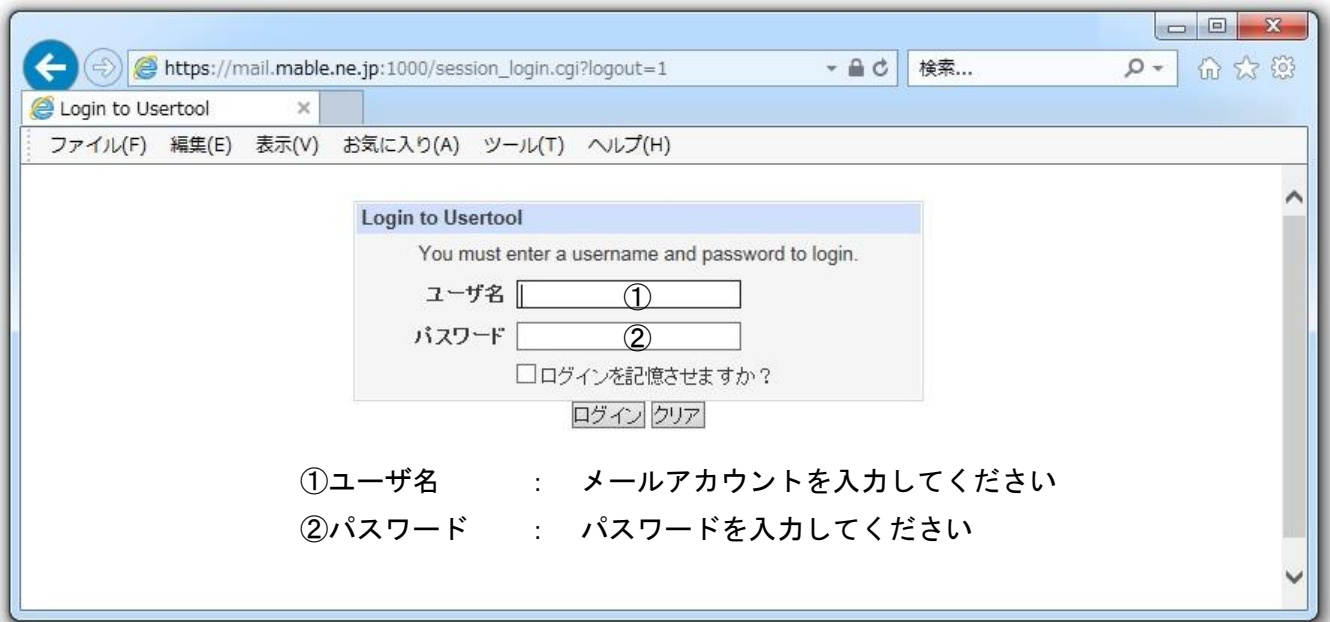 https://mail.mable.ne.jp:1000/session_login.cgi?logout=1
検索...
Login to Usertool
ファイル(F) 編集(E) 表示(V) お気に入り(A) ツール(T) ヘルプ(H)
Login to Usertool
You must enter a username and password to login.
ユーザ名 ①
パスワード ②
ログインを記憶させますか？
ログイン クリア
①ユーザ名 : メールアカウントを入力してください
②パスワード : パスワードを入力してください